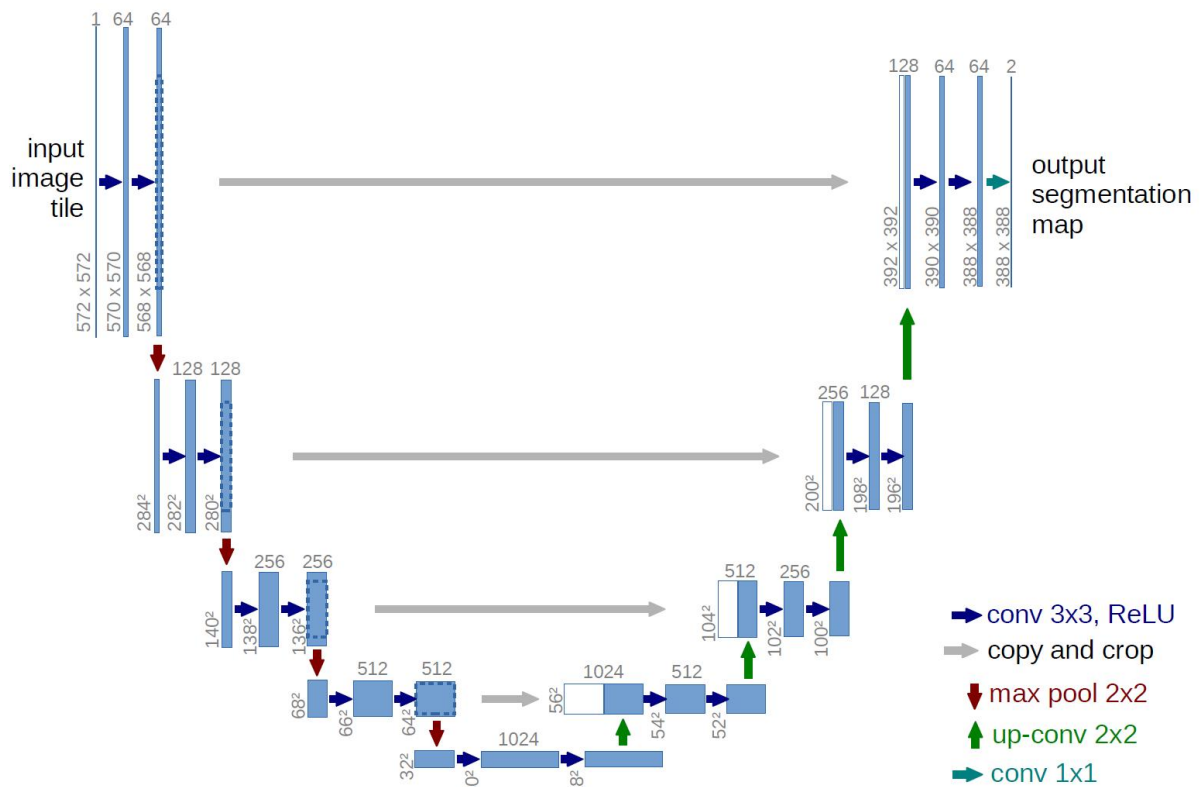 1 64 64
input
image
tile
572 x 572
570 x 570
568 x 568
128 64 64 2
output
segmentation
map
392 x 392
390 x 390
388 x 388
388 x 388
128 128
284²
282²
280²
256 128
200²
198²
196²
256 256
140²
138²
136²
512 256
104²
102²
100²
512 512
68²
66²
64²
1024 512
56²
54²
52²
1024
32²
0²
8²
conv 3x3, ReLU
copy and crop
max pool 2x2
up-conv 2x2
conv 1x1